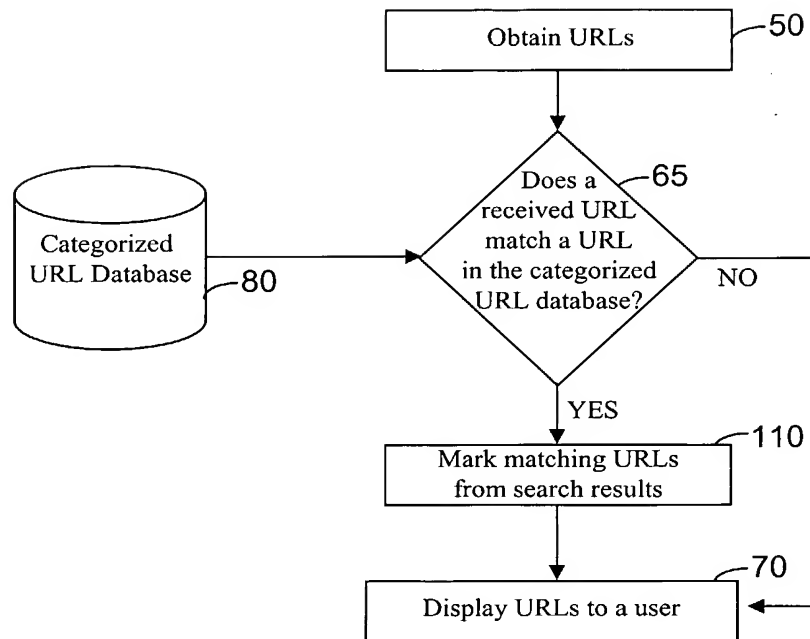 Obtain URLs
50
Does a
received URL
match a URL
in the categorized
URL database?
65
Categorized
URL Database
80
NO
YES
Mark matching URLs
from search results
110
Display URLs to a user
70